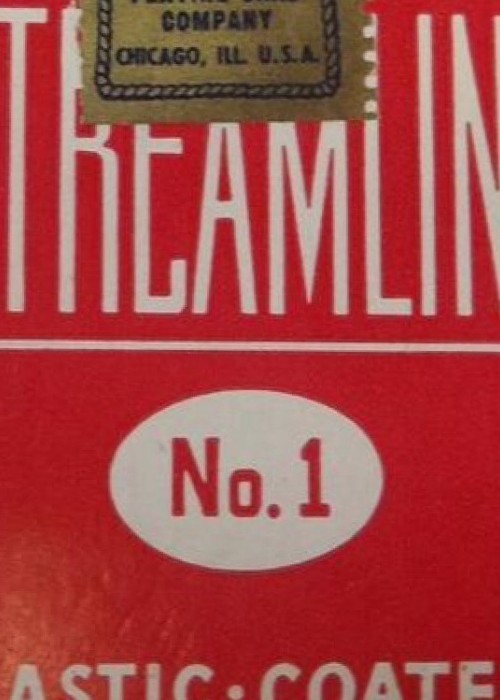 COMPANY
CHICAGO, ILL. U.S.A.
TREAMLIN
No.1
ASTIC·COATE